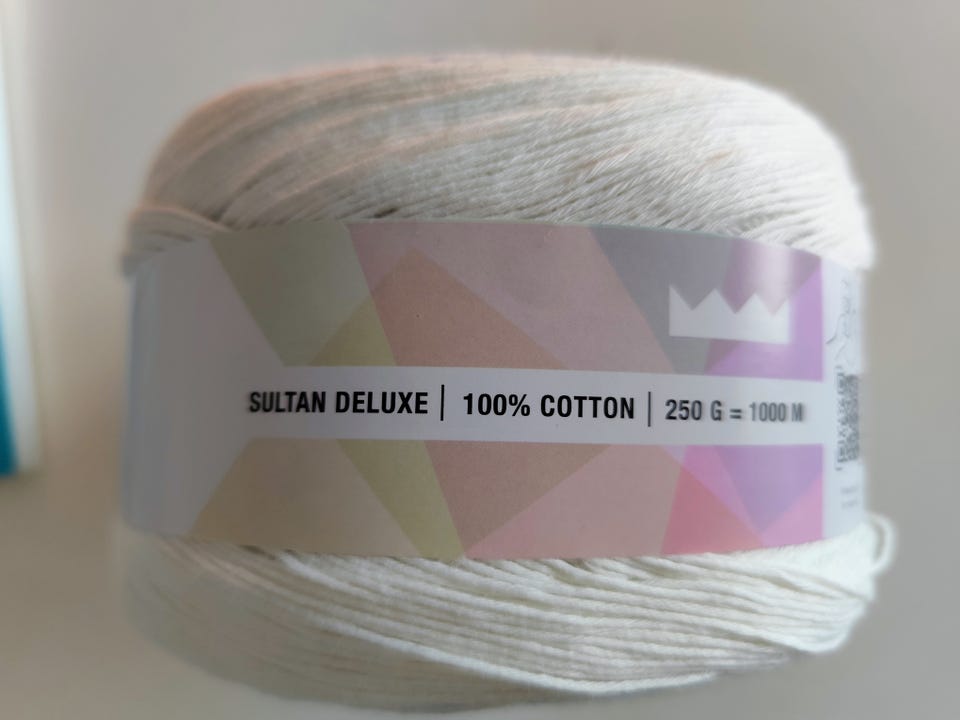 SULTAN DELUXE | 100% COTTON | 250 G = 1000 M